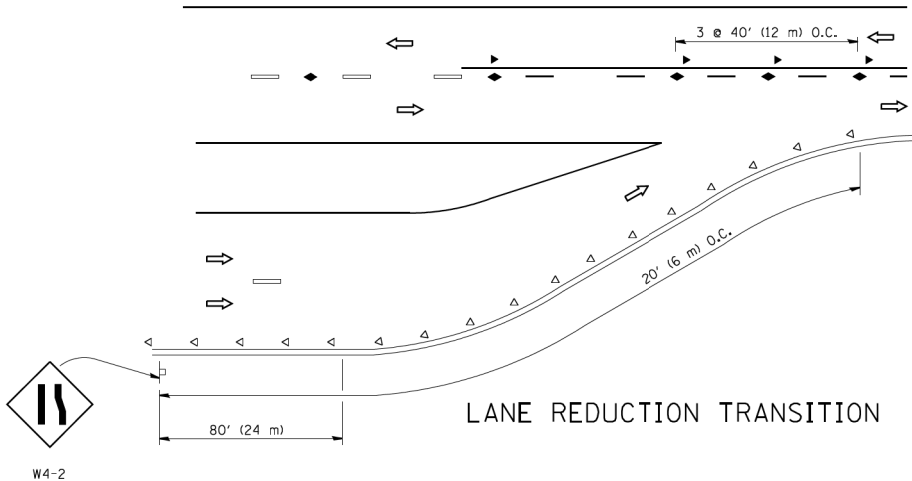 3 @ 40' (12 m) O.C.
20' (6 m) O.C.
80' (24 m)
LANE REDUCTION TRANSITION
W4-2